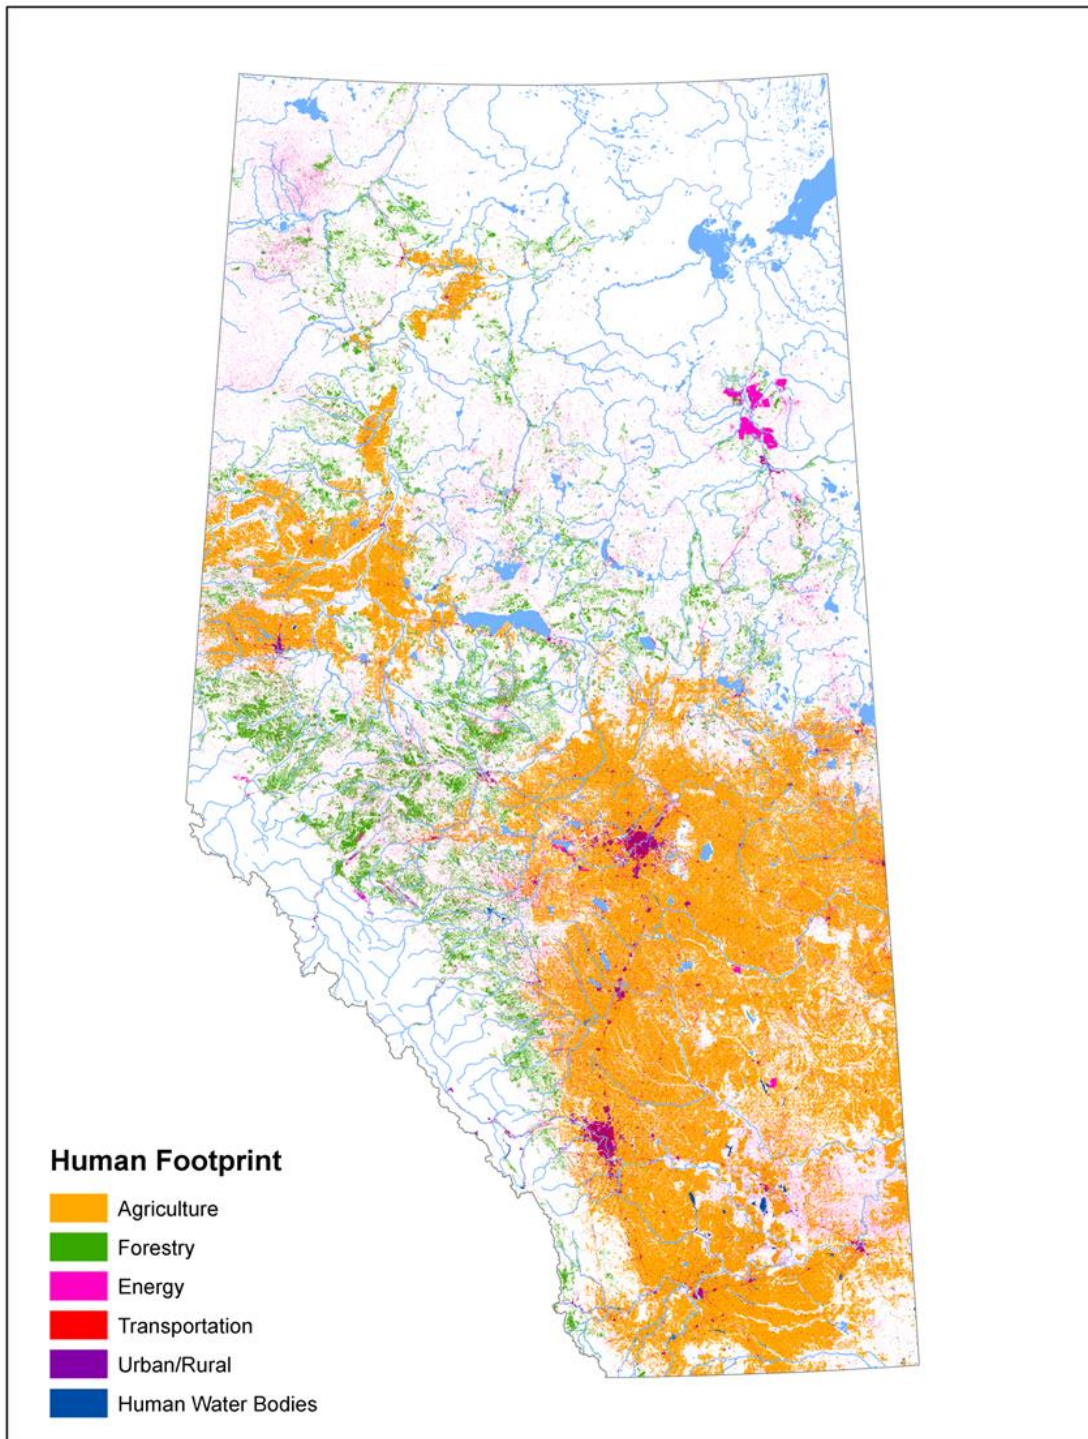 Human Footprint
Agriculture
Forestry
Energy
Transportation
Urban/Rural
Human Water Bodies